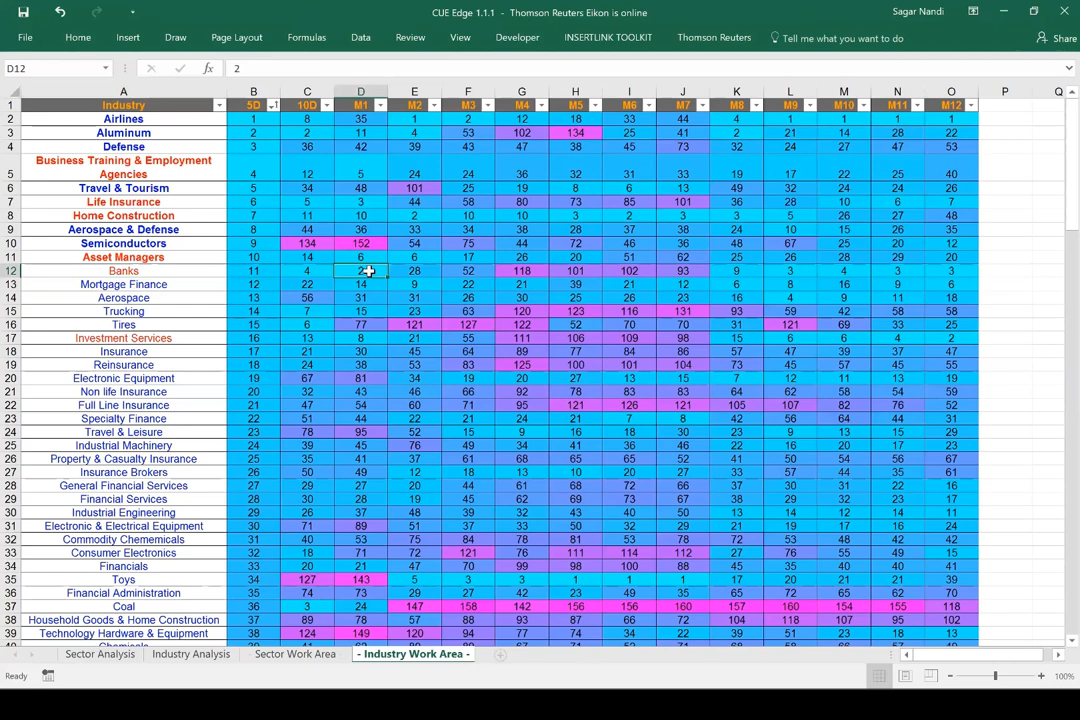 CUE Edge 1.1.1 - Thomson Reuters Eikon is online Sagar Nandi
File Home Insert Draw Page Layout Formulas Data Review View Developer INSERTLINK TOOLKIT Thomson Reuters Tell me what you want to do Share
D12 fx 2
A B C D E F G H I J K L M N O P Q
1 Industry 5D 10D M1 M2 M3 M4 M5 M6 M7 M8 M9 M10 M11 M12
2 Airlines 1 8 35 1 2 12 18 33 44 4 1 1 1 1
3 Aluminum 2 2 11 4 53 102 134 25 41 2 21 14 28 22
4 Defense 3 36 42 39 43 47 38 45 73 32 24 27 47 53
Business Training & Employment
5 Agencies 4 12 5 24 24 36 32 31 33 19 17 22 25 40
6 Travel & Tourism 5 34 48 101 25 19 8 6 13 49 32 24 24 26
7 Life Insurance 6 5 3 44 58 80 73 85 101 36 28 10 6 7
8 Home Construction 7 11 10 2 10 10 3 2 3 3 5 26 27 48
9 Aerospace & Defense 8 44 36 33 34 38 28 37 38 24 10 15 26 35
10 Semiconductors 9 134 152 54 75 44 72 46 36 48 67 25 20 12
11 Asset Managers 10 14 6 6 17 26 20 51 62 25 26 28 29 20
12 Banks 11 4 2 28 52 118 101 102 93 9 3 4 3 3
13 Mortgage Finance 12 22 14 9 22 21 39 25 21 6 8 16 9 6
14 Aerospace 13 56 31 31 26 30 25 26 23 16 4 9 11 18
15 Trucking 14 7 15 23 63 120 123 116 131 93 59 42 58 58
16 Tires 15 6 77 121 127 122 52 70 70 31 121 69 33 25
17 Investment Services 16 13 8 21 55 111 106 109 98 15 6 6 4 2
18 Insurance 17 21 30 45 64 89 77 84 86 57 47 39 37 47
19 Reinsurance 18 24 38 53 83 125 100 101 104 73 45 57 45 55
20 Electronic Equipment 19 67 81 34 19 20 27 13 15 7 12 11 13 19
21 Non life Insurance 20 32 43 46 66 92 78 83 83 64 62 58 54 59
22 Full Line Insurance 21 47 54 60 71 95 121 126 121 105 107 82 76 52
23 Specialty Finance 22 51 44 22 21 24 21 7 8 42 56 64 44 31
24 Travel & Leisure 23 78 95 52 15 9 16 18 30 23 9 13 15 29
25 Industrial Machinery 24 39 45 76 49 34 41 36 46 22 16 20 17 23
26 Property & Casualty Insurance 25 35 41 37 61 68 65 65 52 41 50 54 56 67
27 Insurance Brokers 26 50 49 12 18 13 10 20 27 33 57 44 35 61
28 General Financial Services 27 29 27 20 44 61 68 72 66 37 30 31 22 16
29 Financial Services 28 30 28 19 45 62 69 73 67 38 29 32 23 17
30 Industrial Engineering 29 26 37 48 39 32 43 40 50 13 14 12 14 11
31 Electronic & Electrical Equipment 30 71 89 51 37 33 50 32 29 21 19 17 16 24
32 Commodity Chememicals 31 40 53 75 84 78 81 53 78 72 53 48 42 42
33 Consumer Electronics 32 18 71 72 121 76 111 114 112 27 76 55 49 15
34 Financials 33 20 21 47 70 99 98 100 88 45 35 40 40 41
35 Toys 34 127 143 5 3 3 1 1 1 17 20 21 21 39
36 Financial Administration 35 74 73 29 27 42 23 49 35 65 72 65 62 70
37 Coal 36 3 24 147 158 142 156 156 160 157 160 154 155 118
38 Household Goods & Home Construction 37 89 78 57 88 93 87 66 72 104 118 107 95 102
39 Technology Hardware & Equipment 38 124 149 120 94 77 74 34 22 39 51 23 18 13
Sector Analysis Industry Analysis Sector Work Area - Industry Work Area -
Ready 100%